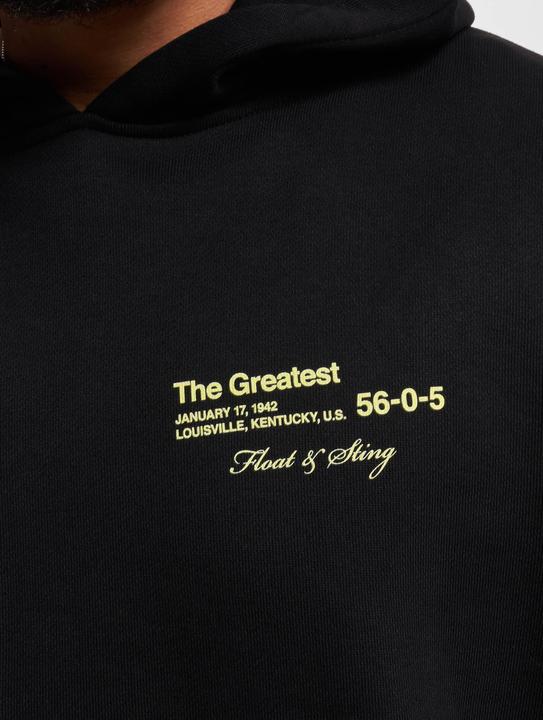 The Greatest
JANUARY 17, 1942
LOUISVILLE, KENTUCKY, U.S.
56-0-5
Float & Sting